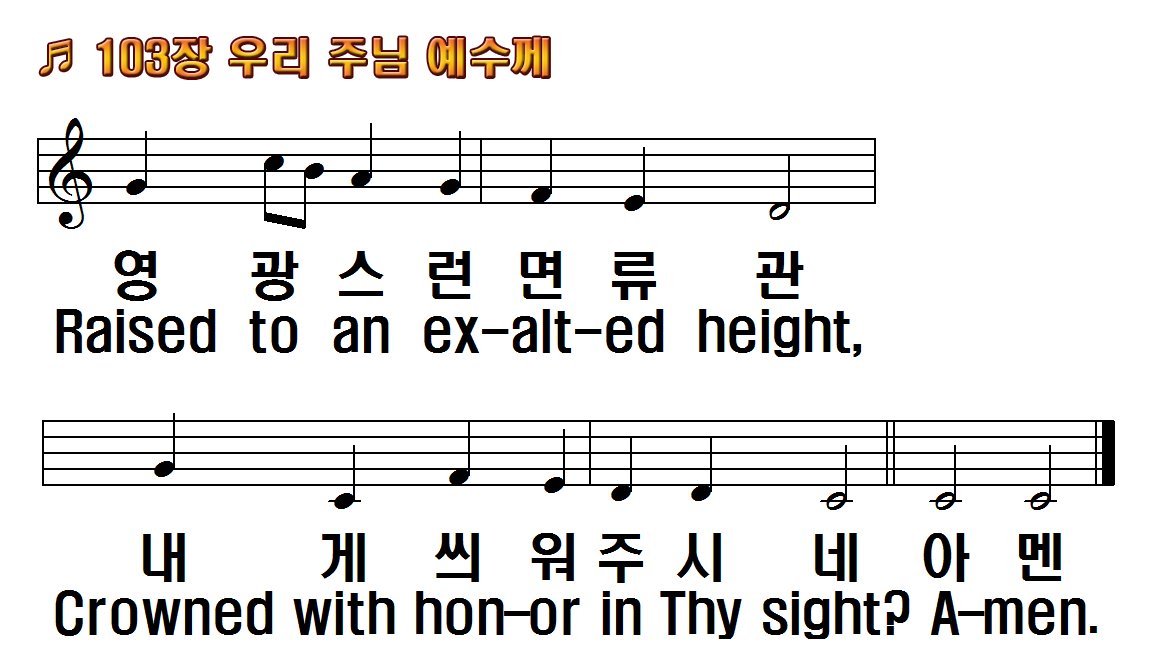 103장 우리 주님 예수께
영 광 스 런 면 류 관
Raised to an ex-alt-ed height,
내 게 씌 워 주 시 네 아 멘
Crowned with hon-or in Thy sight? A-men.